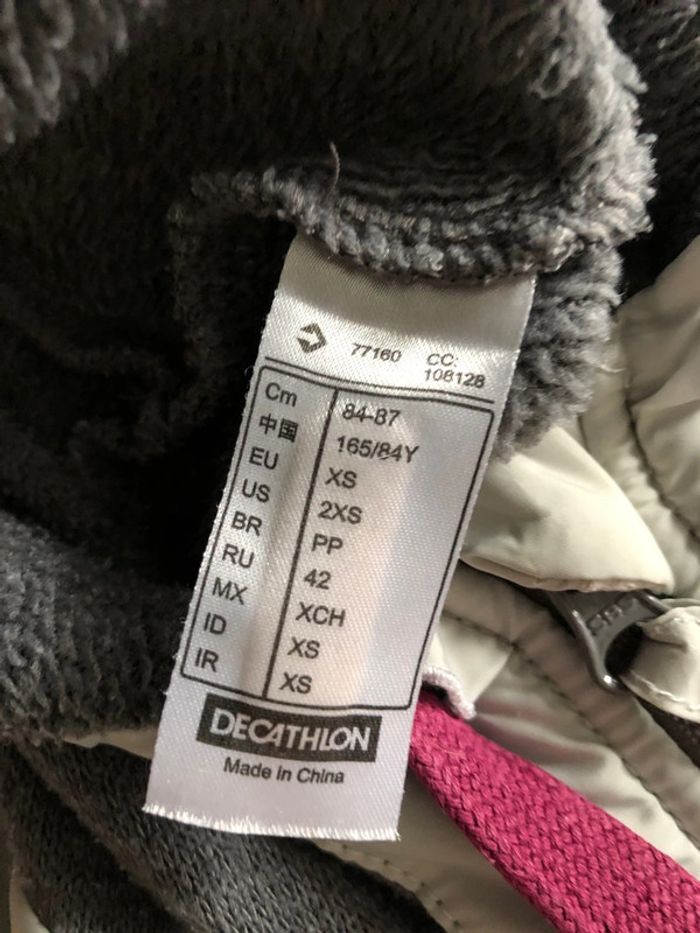 77160 CC: 108128
Cm 84-87
中国 165/84Y
EU XS
US 2XS
BR PP
RU 42
MX XCH
ID XS
IR XS
DECATHLON
Made in China